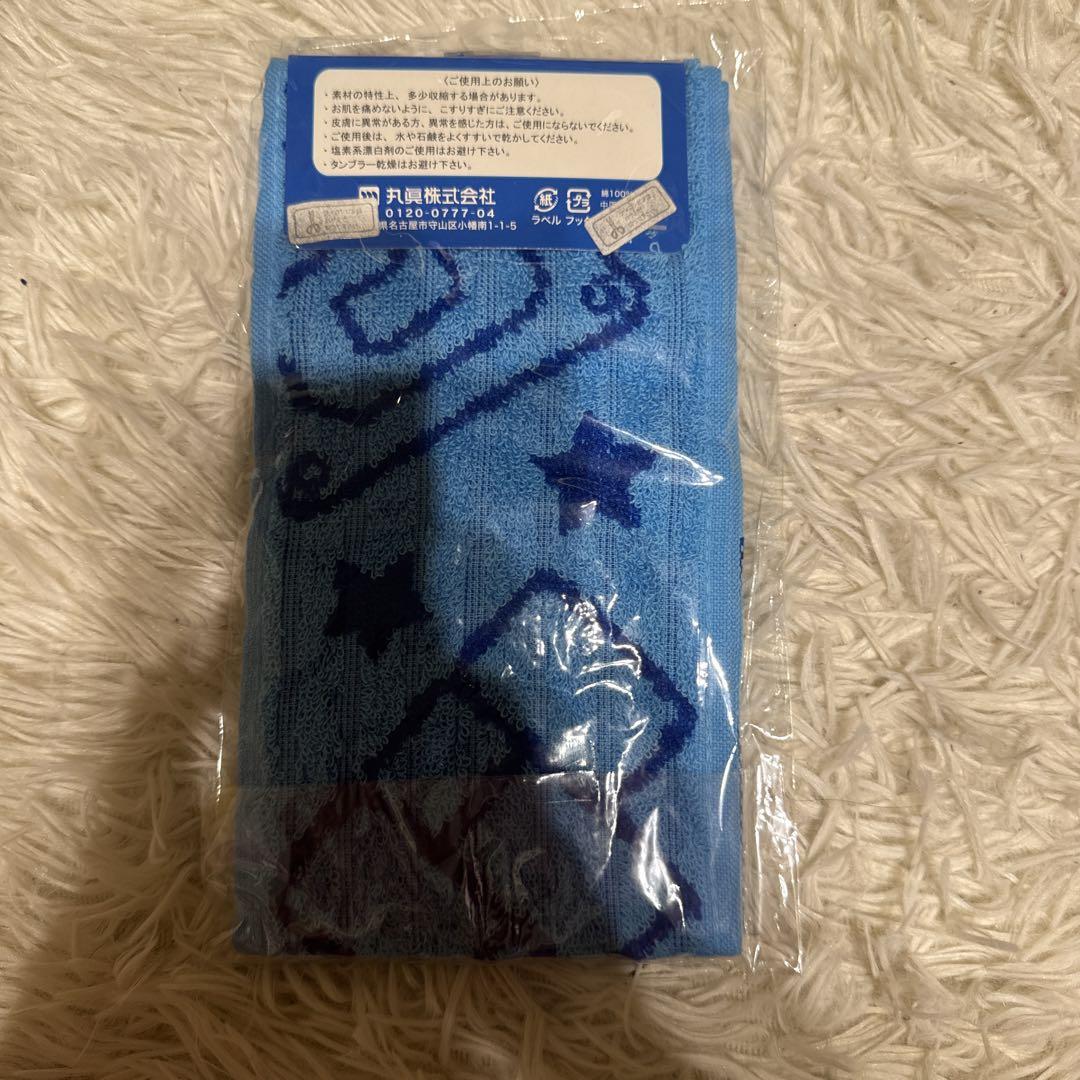 〈ご使用上のお願い〉
・素材の特性上、多少収縮する場合があります。
・お肌を痛めないように、こすりすぎにご注意ください。
・皮膚に異常がある方、異常を感じた方は、ご使用にならないでください。
・ご使用後は、水や石鹸をよくすすいで乾かしてください。
・塩素系漂白剤のご使用はお避け下さい。
・タンブラー乾燥はお避け下さい。
丸眞株式会社
0120-0777-04
県名古屋市守山区小幡南1-1-5
紙
プラ
ラベル
綿100%